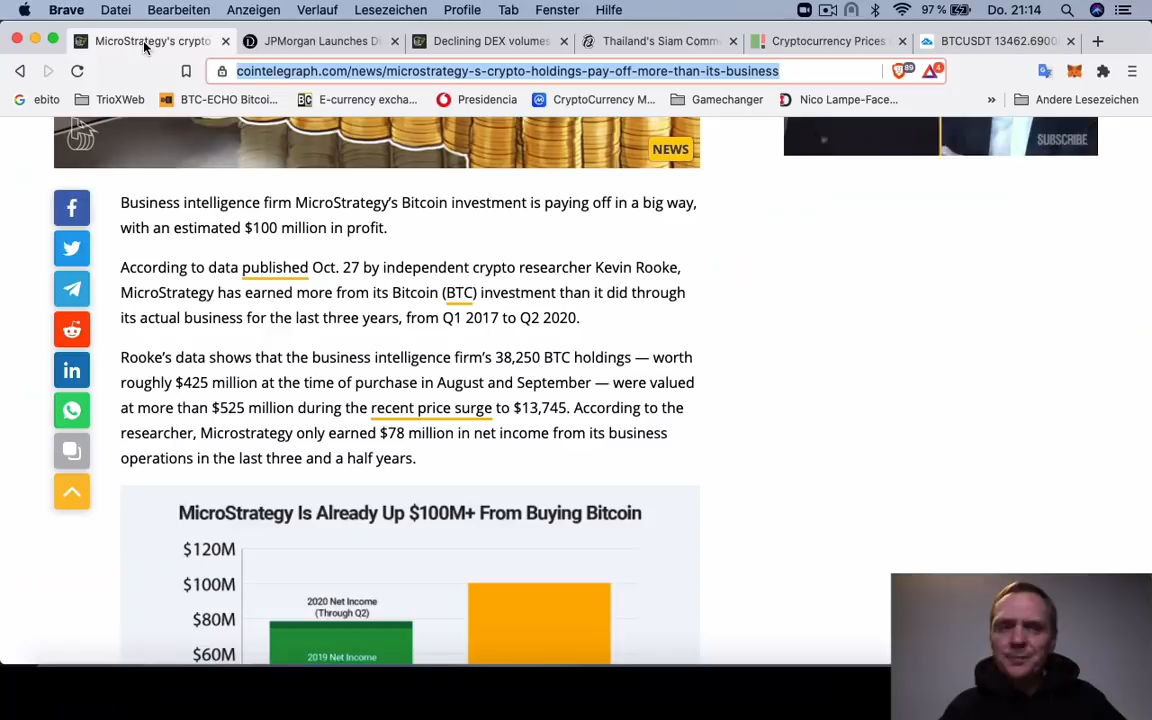 Brave Datei Bearbeiten Anzeigen Verlauf Lesezeichen Profile Tab Fenster Hilfe 97 % Do. 21:14
MicroStrategy's crypto JPMorgan Launches Di Declining DEX volumes Thailand's Siam Comm Cryptocurrency Prices BTCUSDT 13462.6900
cointelegraph.com/news/microstrategy-s-crypto-holdings-pay-off-more-than-its-business
ebito TrioXWeb BTC-ECHO Bitcoi... E-currency excha... Presidencia CryptoCurrency M... Gamechanger Nico Lampe-Face... » Andere Lesezeichen
SUBSCRIBE
NEWS
Business intelligence firm MicroStrategy's Bitcoin investment is paying off in a big way,
with an estimated $100 million in profit.
According to data published Oct. 27 by independent crypto researcher Kevin Rooke,
MicroStrategy has earned more from its Bitcoin (BTC) investment than it did through
its actual business for the last three years, from Q1 2017 to Q2 2020.
Rooke's data shows that the business intelligence firm's 38,250 BTC holdings — worth
roughly $425 million at the time of purchase in August and September — were valued
at more than $525 million during the recent price surge to $13,745. According to the
researcher, Microstrategy only earned $78 million in net income from its business
operations in the last three and a half years.
MicroStrategy Is Already Up $100M+ From Buying Bitcoin
$120M
$100M
$80M
$60M
2020 Net Income
(Through Q2)
2019 Net Income